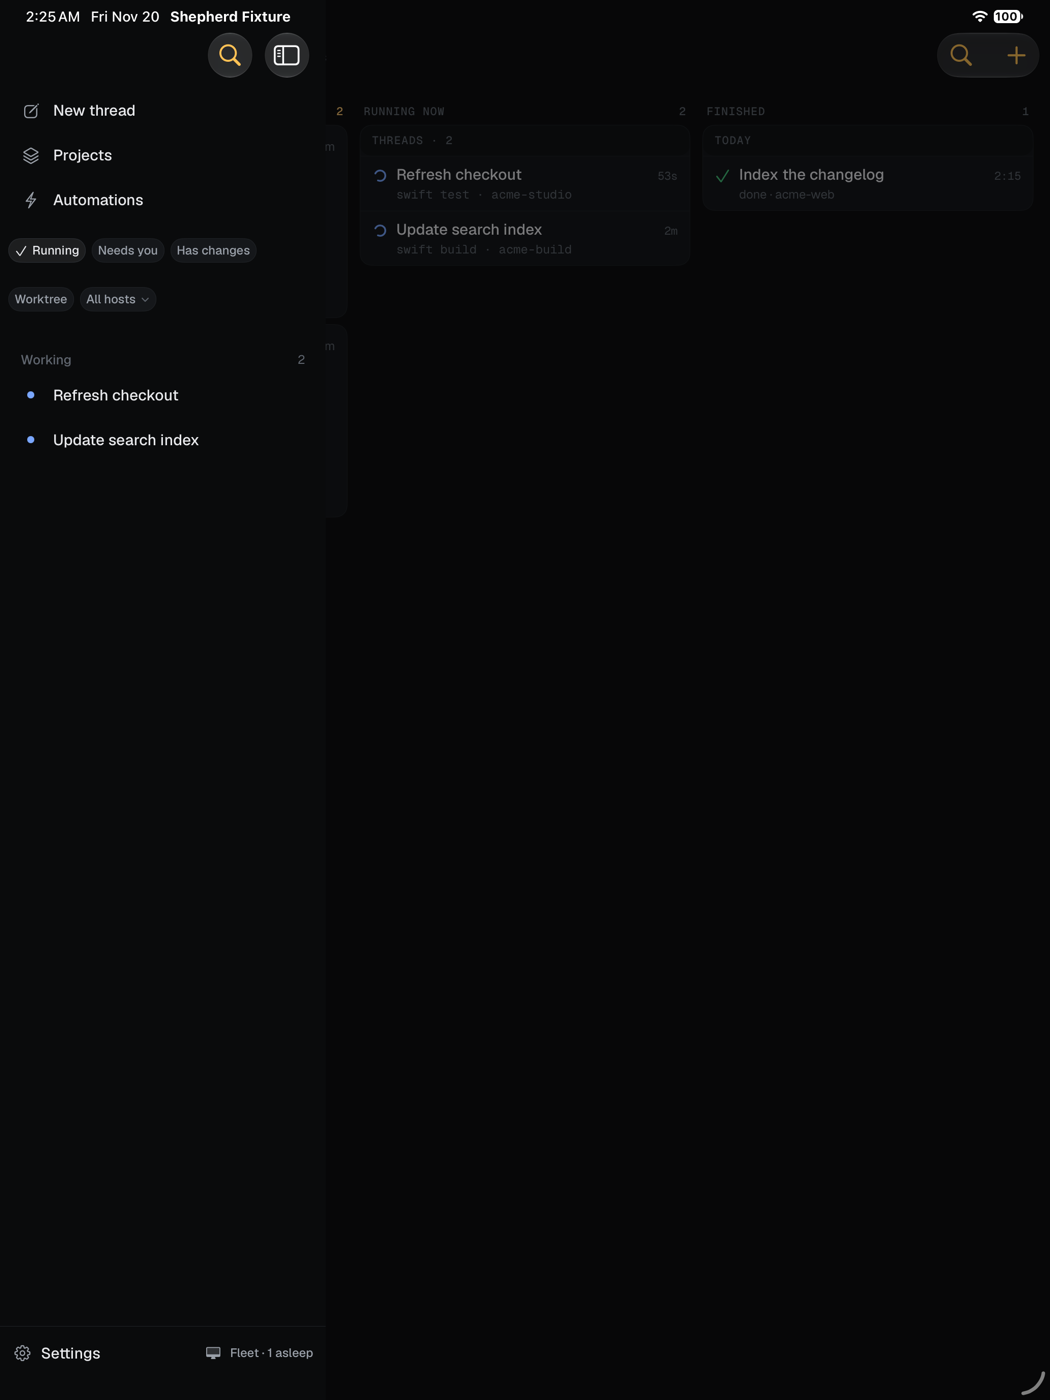 2:25 AM Fri Nov 20 Shepherd Fixture
100
New thread
Projects
Automations
Running
Needs you
Has changes
Worktree
All hosts
Working 2
Refresh checkout
Update search index
Settings
Fleet · 1 asleep
2
m
m
RUNNING NOW 2
THREADS · 2
Refresh checkout 53s
swift test · acme-studio
Update search index 2m
swift build · acme-build
FINISHED 1
TODAY
Index the changelog 2:15
done · acme-web